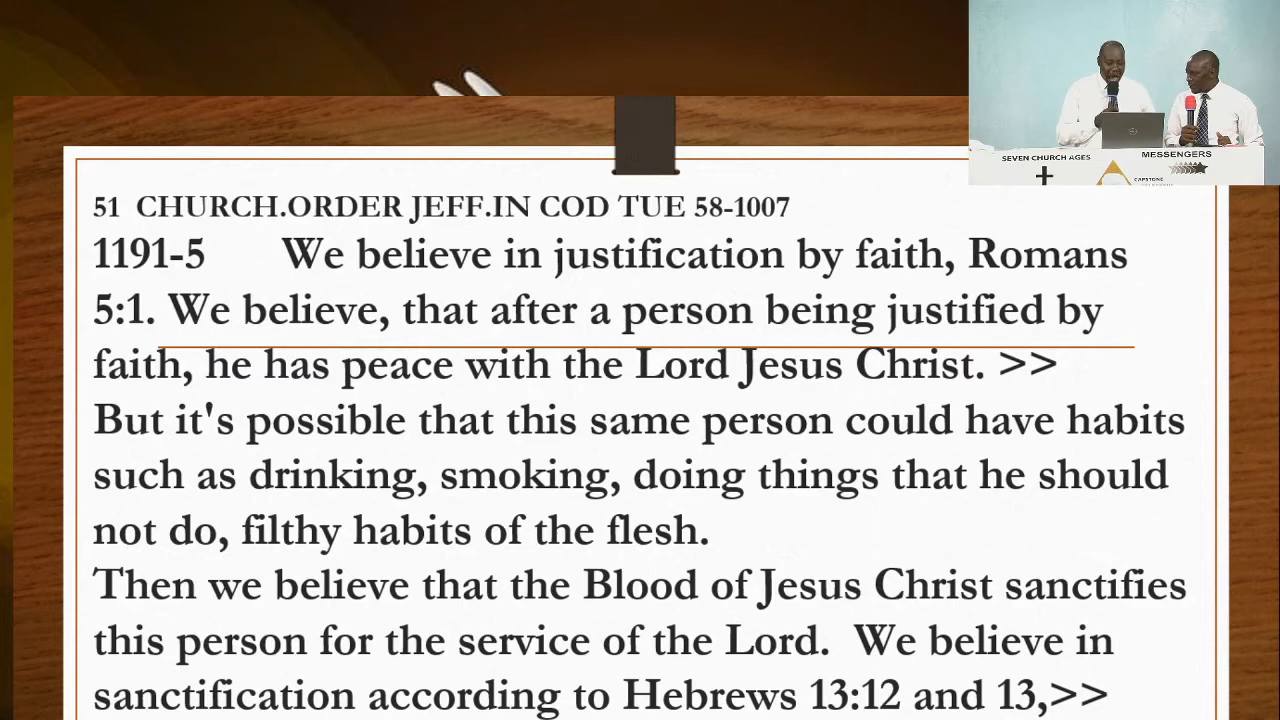 51 CHURCH.ORDER JEFF.IN COD TUE 58-1007
1191-5 We believe in justification by faith, Romans
5:1. We believe, that after a person being justified by
faith, he has peace with the Lord Jesus Christ. >>
But it's possible that this same person could have habits
such as drinking, smoking, doing things that he should
not do, filthy habits of the flesh.
Then we believe that the Blood of Jesus Christ sanctifies
this person for the service of the Lord. We believe in
sanctification according to Hebrews 13:12 and 13,>>
SEVEN CHURCH AGES
MESSENGERS
CAPSTONE